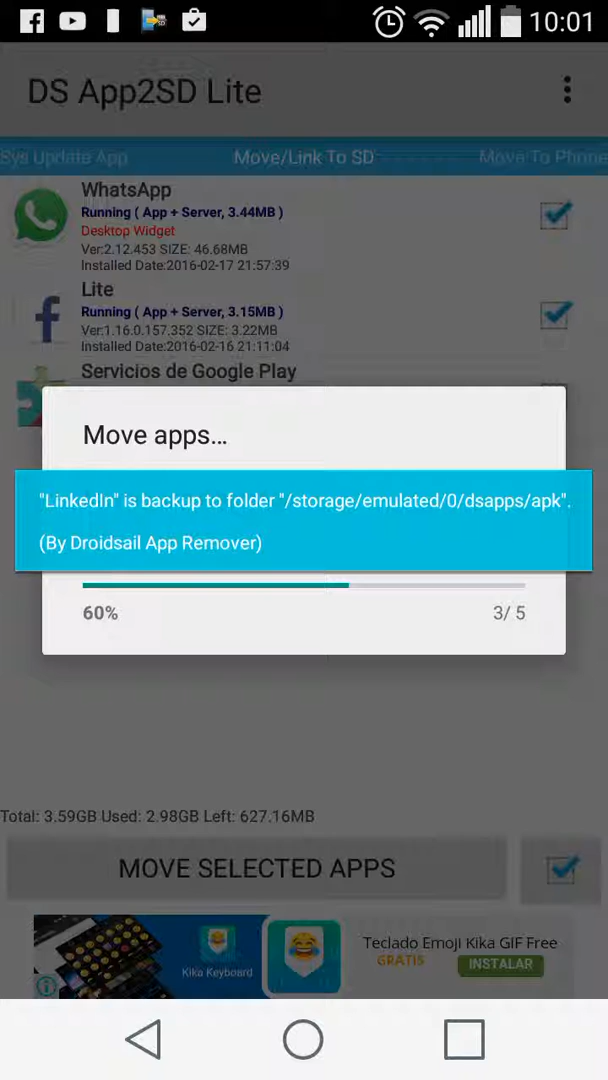 10:01
DS App2SD Lite
Sys Update App
Move/Link To SD
Move To Phone
WhatsApp
Running ( App + Server, 3.44MB )
Desktop Widget
Ver:2.12.453 SIZE: 46.68MB
Installed Date:2016-02-17 21:57:39
Lite
Running ( App + Server, 3.15MB )
Ver:1.16.0.157.352 SIZE: 3.22MB
Installed Date:2016-02-16 21:11:04
Servicios de Google Play
Move apps...
"LinkedIn" is backup to folder "/storage/emulated/0/dsapps/apk".
(By Droidsail App Remover)
60%
3/ 5
Total: 3.59GB Used: 2.98GB Left: 627.16MB
MOVE SELECTED APPS
Kika Keyboard
Teclado Emoji Kika GIF Free
GRATIS
INSTALAR